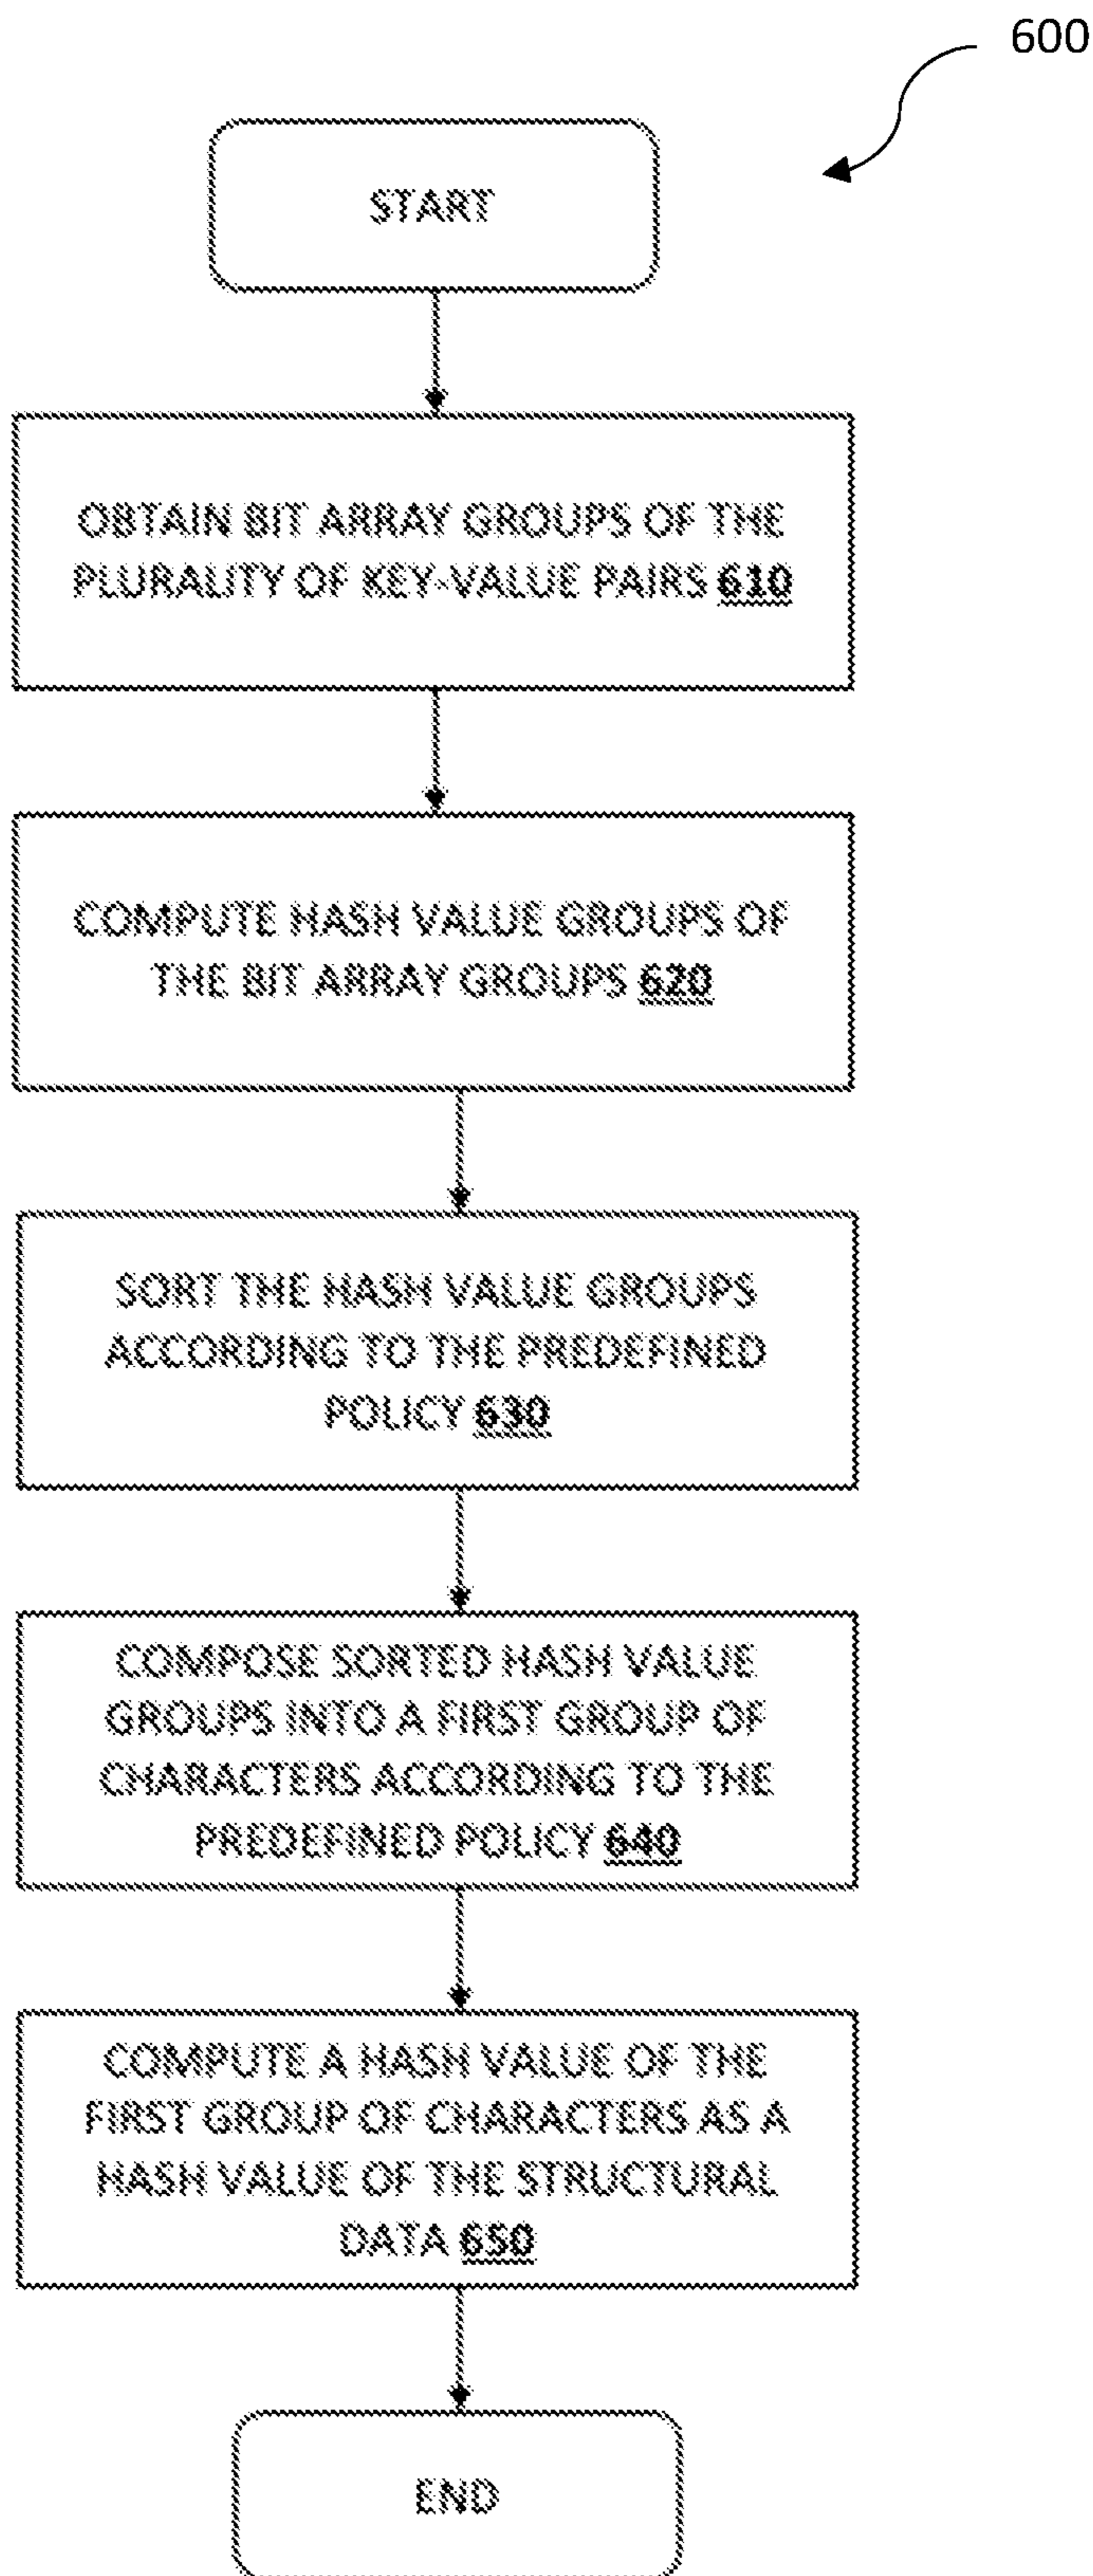 600
START
OBTAIN BIT ARRAY GROUPS OF THE
PLURALITY OF KEY-VALUE PAIRS 610
COMPUTE HASH VALUE GROUPS OF
THE BIT ARRAY GROUPS 620
SORT THE HASH VALUE GROUPS
ACCORDING TO THE PREDEFINED
POLICY 630
COMPOSE SORTED HASH VALUE
GROUPS INTO A FIRST GROUP OF
CHARACTERS ACCORDING TO THE
PREDEFINED POLICY 640
COMPUTE A HASH VALUE OF THE
FIRST GROUP OF CHARACTERS AS A
HASH VALUE OF THE STRUCTURAL
DATA 650
END